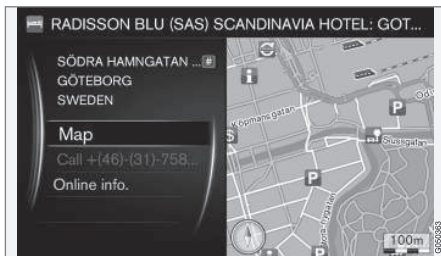 RADISSON BLU (SAS) SCANDINAVIA HOTEL: GOT...
SÖDRA HAMNGATAN ...#
GÖTEBORG
SWEDEN
Map
Call +(46)-(31)-758...
Online info.
Köpmansgatan
Slussgatan
100m
G050363